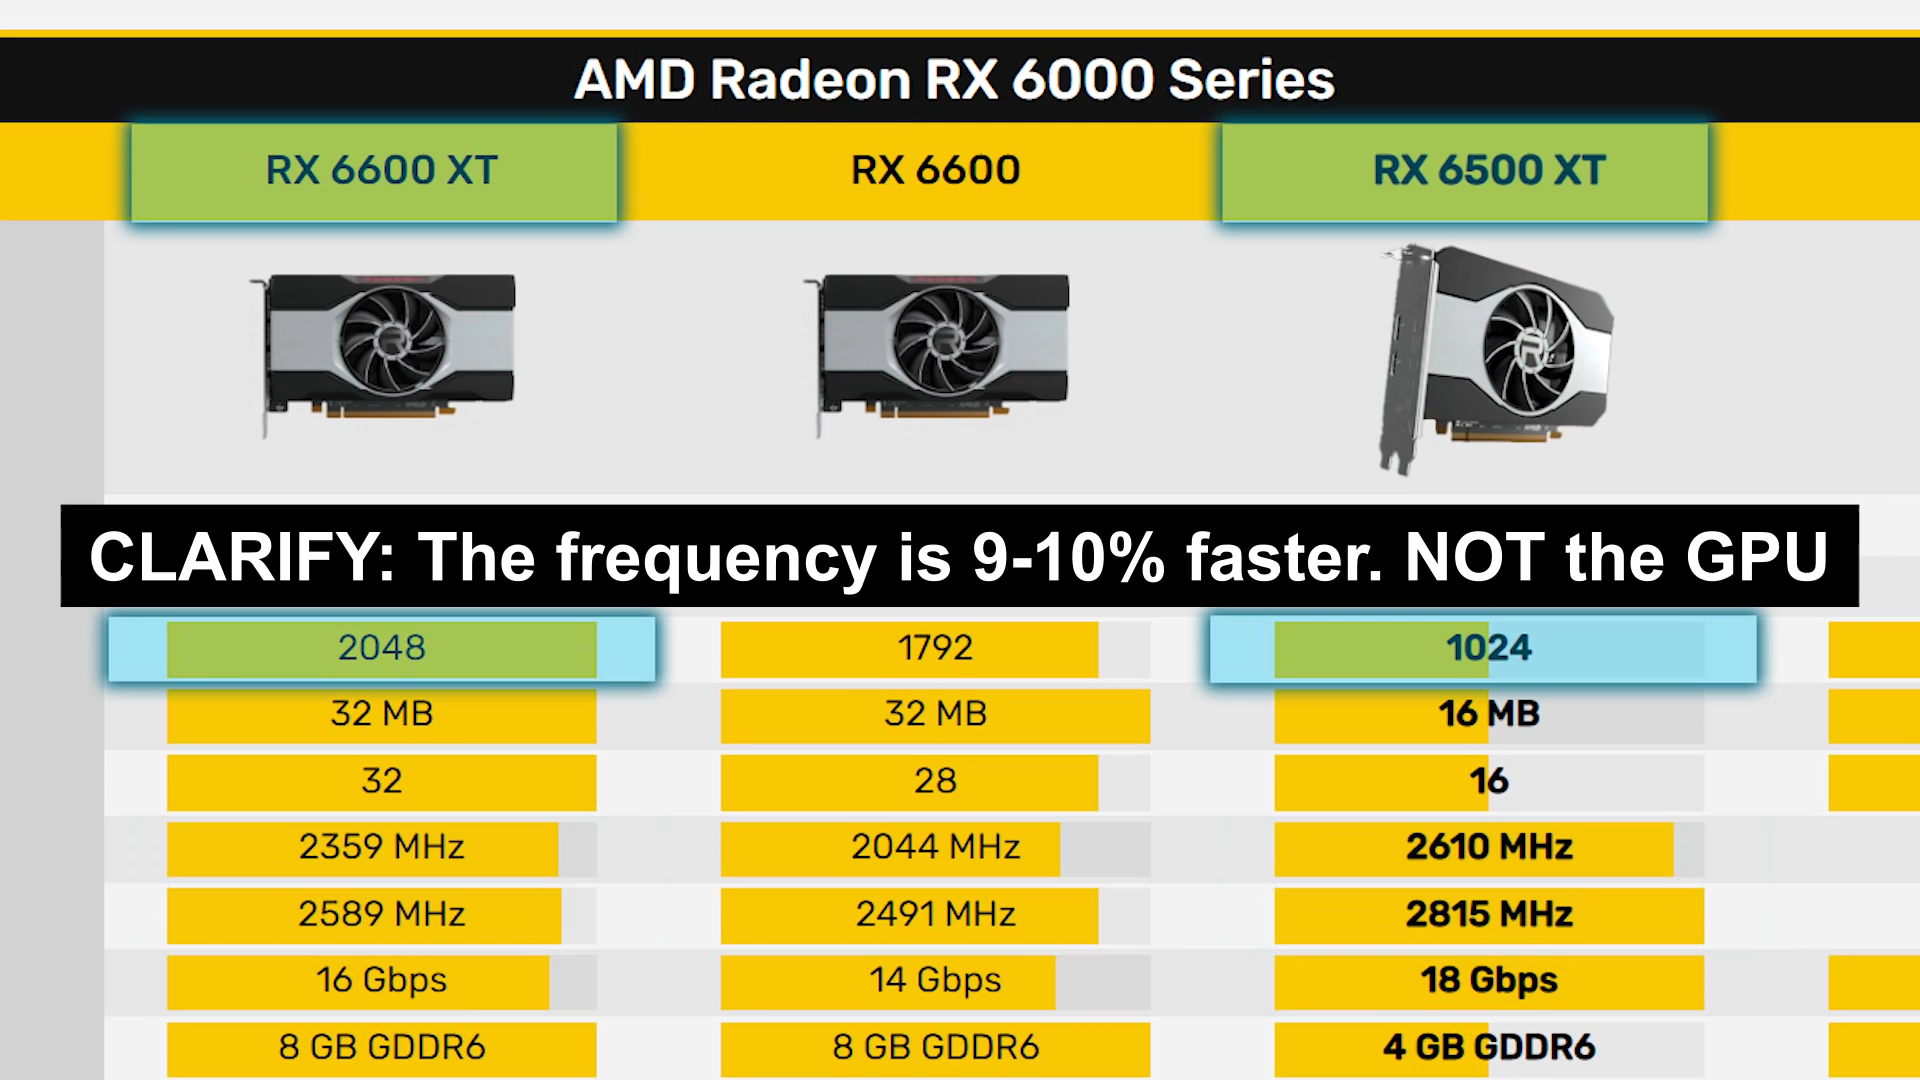 AMD Radeon RX 6000 Series
RX 6600 XT
RX 6600
RX 6500 XT
CLARIFY: The frequency is 9-10% faster. NOT the GPU
2048
1792
1024
32 MB
32 MB
16 MB
32
28
16
2359 MHz
2044 MHz
2610 MHz
2589 MHz
2491 MHz
2815 MHz
16 Gbps
14 Gbps
18 Gbps
8 GB GDDR6
8 GB GDDR6
4 GB GDDR6